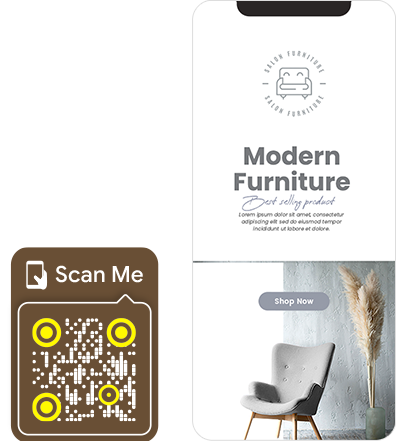 SALON FURNITURE
SALON FURNITURE
Modern
Furniture
Best selling product
Lorem ipsum dolor sit amet, consectetur
adipiscing elit sed do eiusmod tempor
incididunt ut labore et dolore.
Scan Me
Shop Now